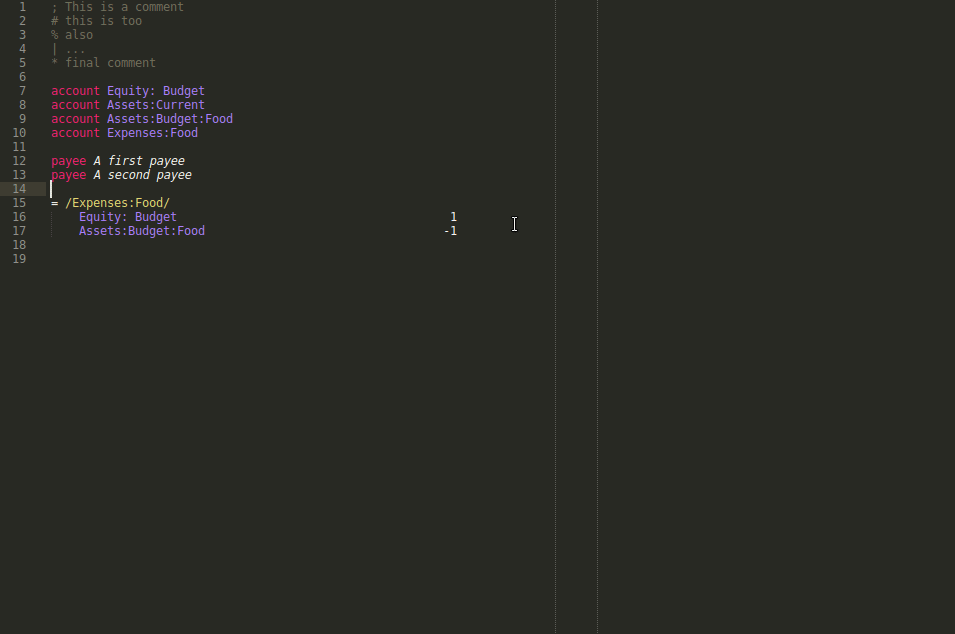 1 ; This is a comment
2 # this is too
3 % also
4 | ...
5 * final comment
6
7 account Equity: Budget
8 account Assets:Current
9 account Assets:Budget:Food
10 account Expenses:Food
11
12 payee A first payee
13 payee A second payee
14
15 = /Expenses:Food/
16 Equity: Budget 1
17 Assets:Budget:Food -1
18
19